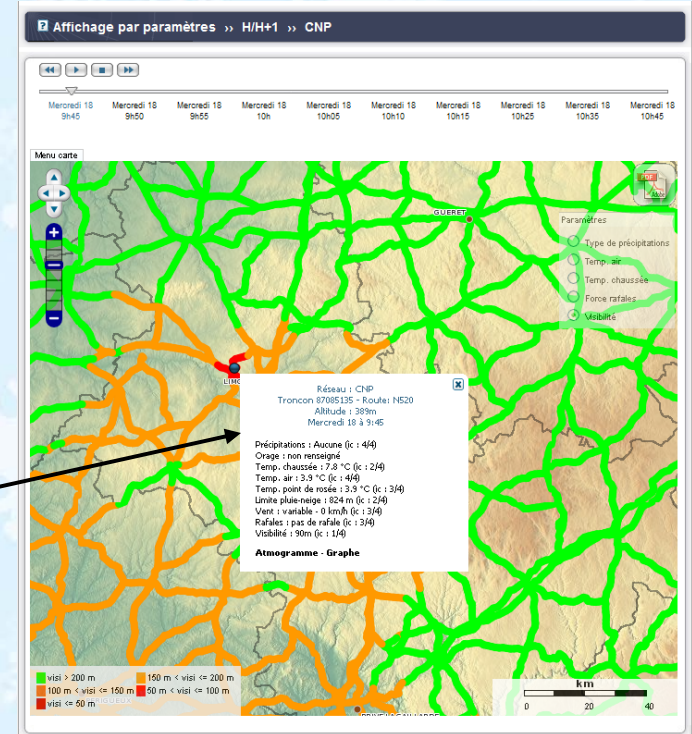 ? Affichage par paramètres ›› H/H+1 ›› CNP
Mercredi 18 9h45
Mercredi 18 9h50
Mercredi 18 9h55
Mercredi 18 10h
Mercredi 18 10h05
Mercredi 18 10h10
Mercredi 18 10h15
Mercredi 18 10h25
Mercredi 18 10h35
Mercredi 18 10h45
Menu carte
PDF
Adobe
GUERET
Paramètres
Type de précipitations
Temp. air
Temp. chaussée
Force rafales
Visibilité
Réseau : CNP
Troncon 87085135 - Route: N520
Altitude : 389m
Mercredi 18 à 9:45
Précipitations : Aucune (ic : 4/4)
Orage : non renseigné
Temp. chaussée : 7.8 °C (ic : 2/4)
Temp. air : 3.9 °C (ic : 4/4)
Temp. point de rosée : 3.9 °C (ic : 3/4)
Limite pluie-neige : 824 m (ic : 2/4)
Vent : variable - 0 km/h (ic : 3/4)
Rafales : pas de rafale (ic : 3/4)
Visibilité : 90m (ic : 1/4)
Atmogramme - Graphe
visi > 200 m
150 m < visi <= 200 m
100 m < visi <= 150 m
50 m < visi <= 100 m
visi <= 50 m
km
0 20 40